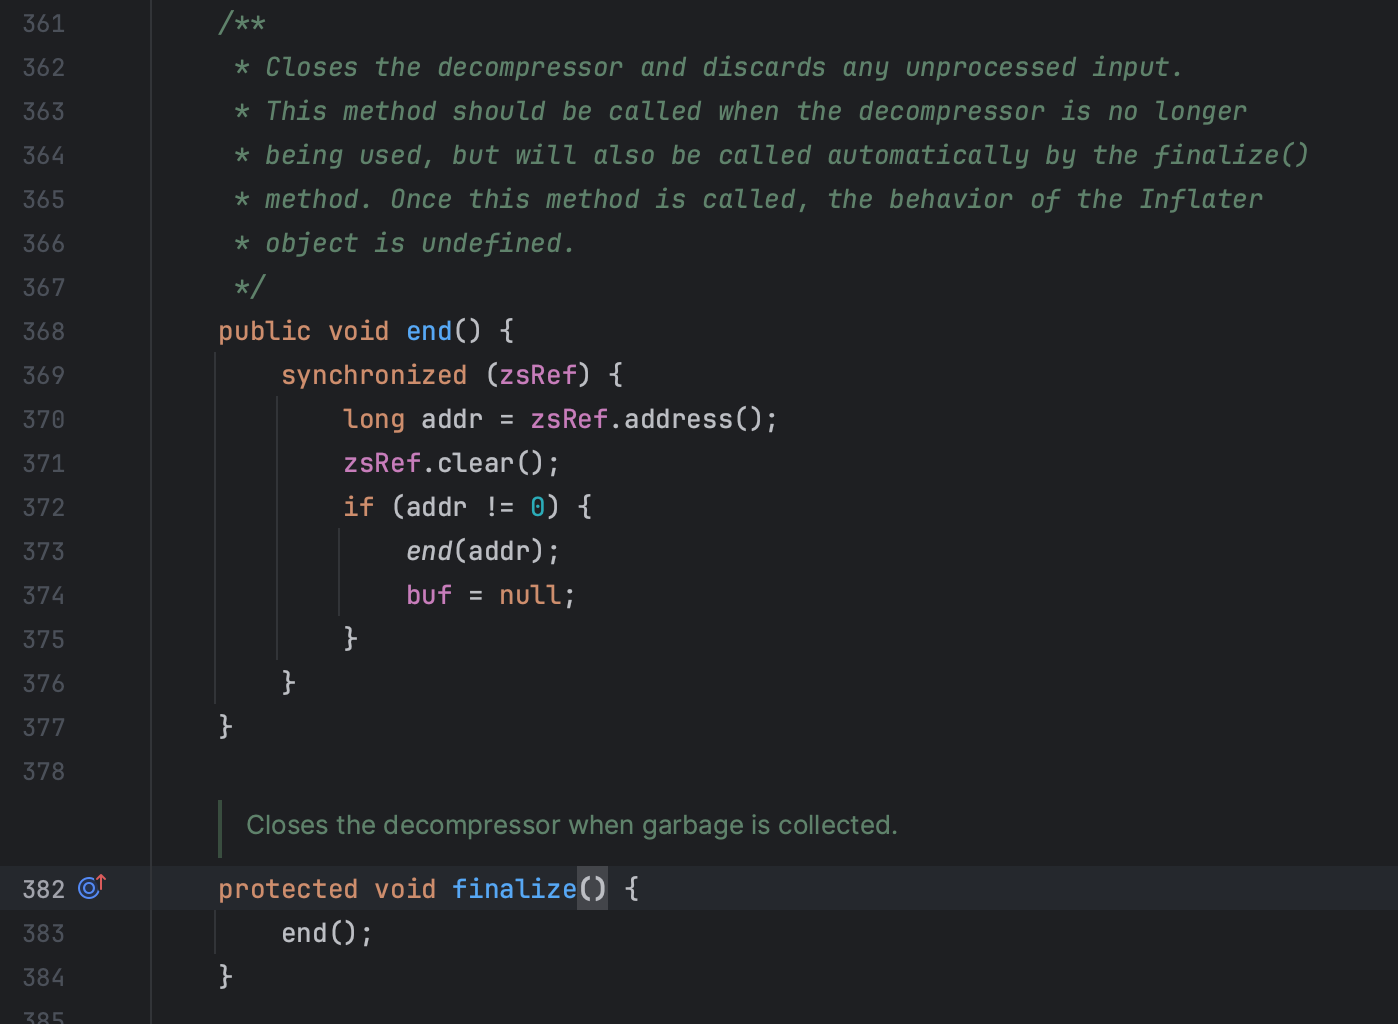 361 /**
362 * Closes the decompressor and discards any unprocessed input.
363 * This method should be called when the decompressor is no longer
364 * being used, but will also be called automatically by the finalize()
365 * method. Once this method is called, the behavior of the Inflater
366 * object is undefined.
367 */
368 public void end() {
369 synchronized (zsRef) {
370 long addr = zsRef.address();
371 zsRef.clear();
372 if (addr != 0) {
373 end(addr);
374 buf = null;
375 }
376 }
377 }
378
Closes the decompressor when garbage is collected.
382 protected void finalize() {
383 end();
384 }
385